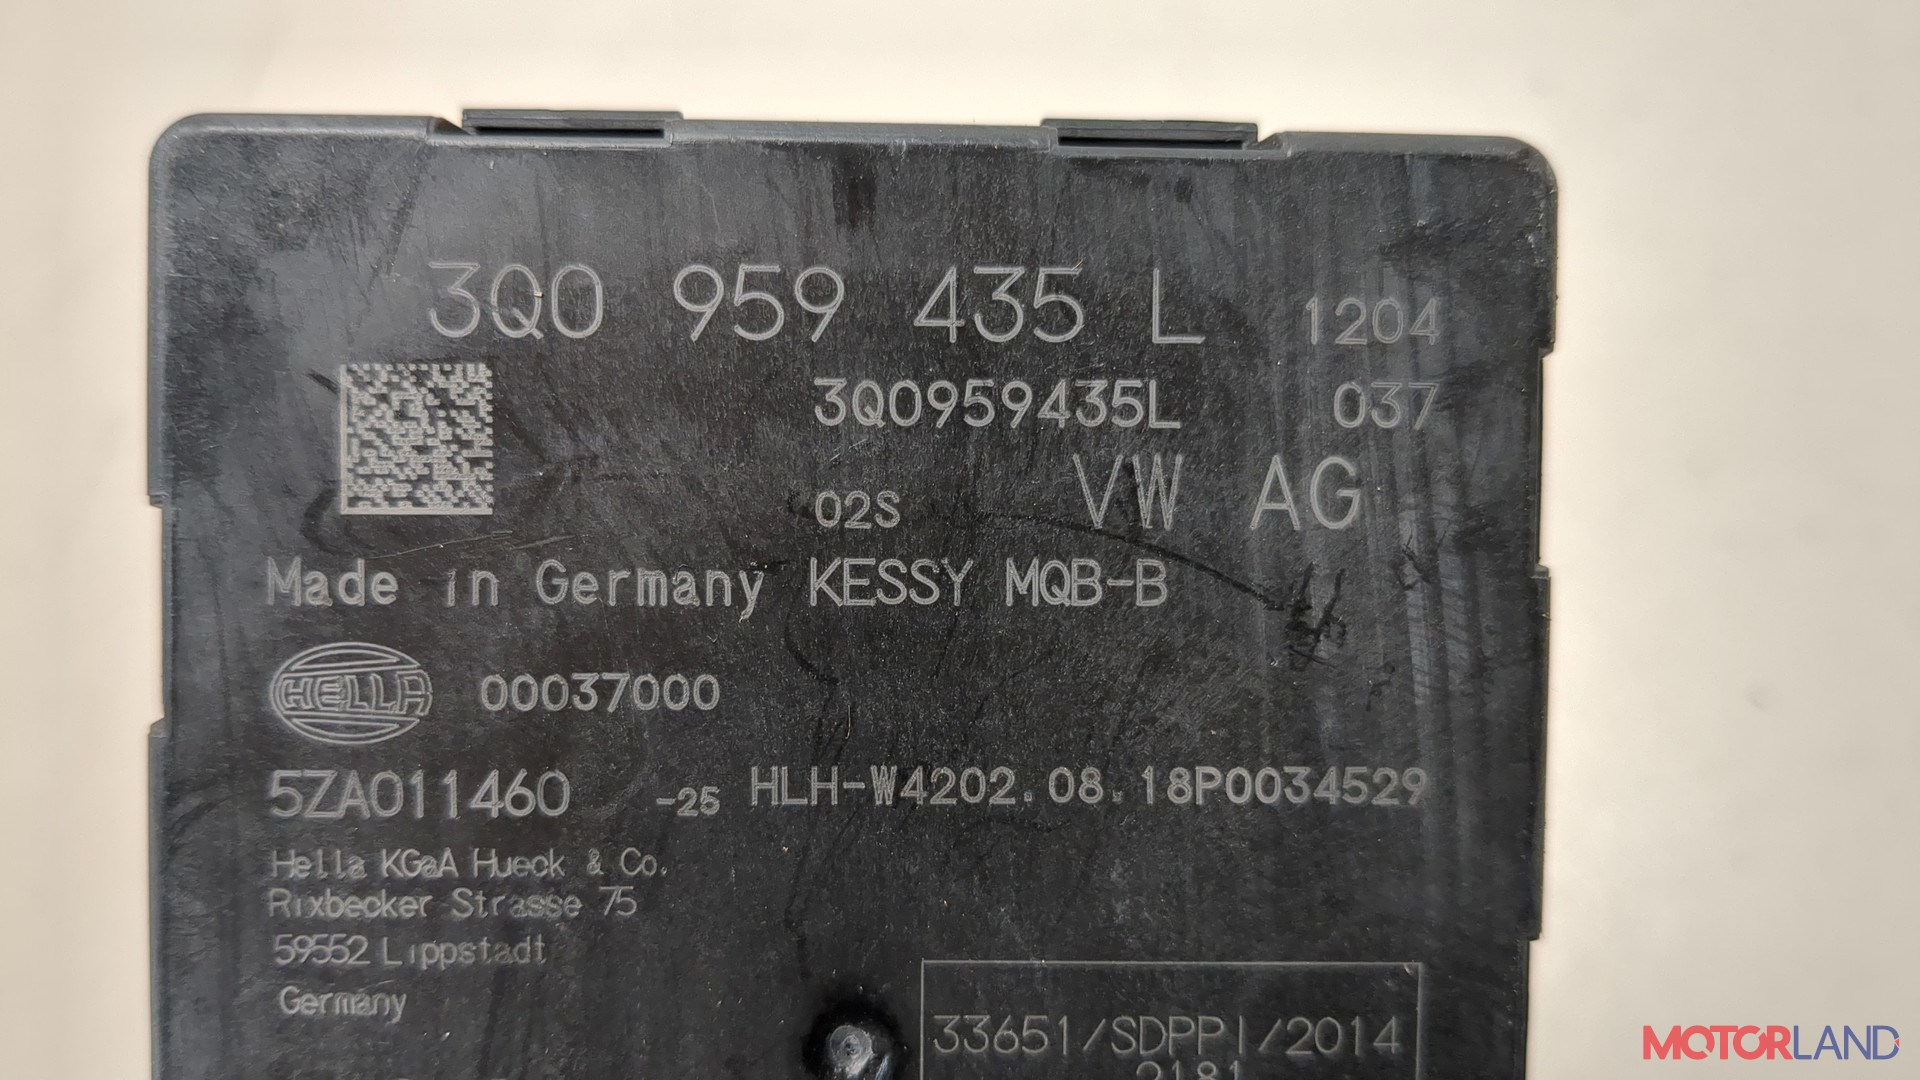 3Q0 959 435 L 1204
3Q0959435L 037
02S VW AG
Made in Germany KESSY MQB-B
HELLA 00037000
5ZA011460 -25 HLH-W4202.08.18P0034529
Hella KGaA Hueck & Co.
Rixbecker Strasse 75
59552 Lippstadt
Germany
33651/SDPPI/2014
2181
MOTORLAND